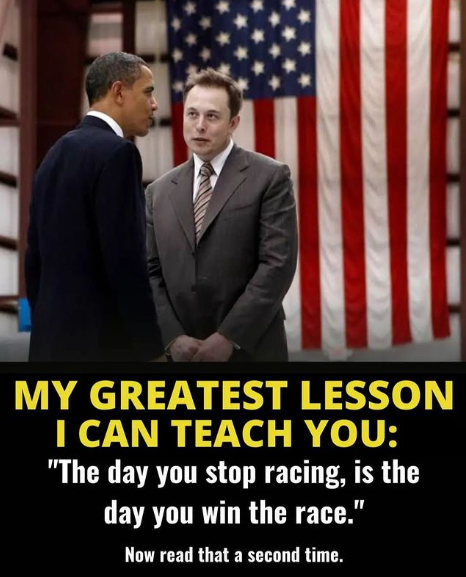 MY GREATEST LESSON
I CAN TEACH YOU:
"The day you stop racing, is the
day you win the race."
Now read that a second time.